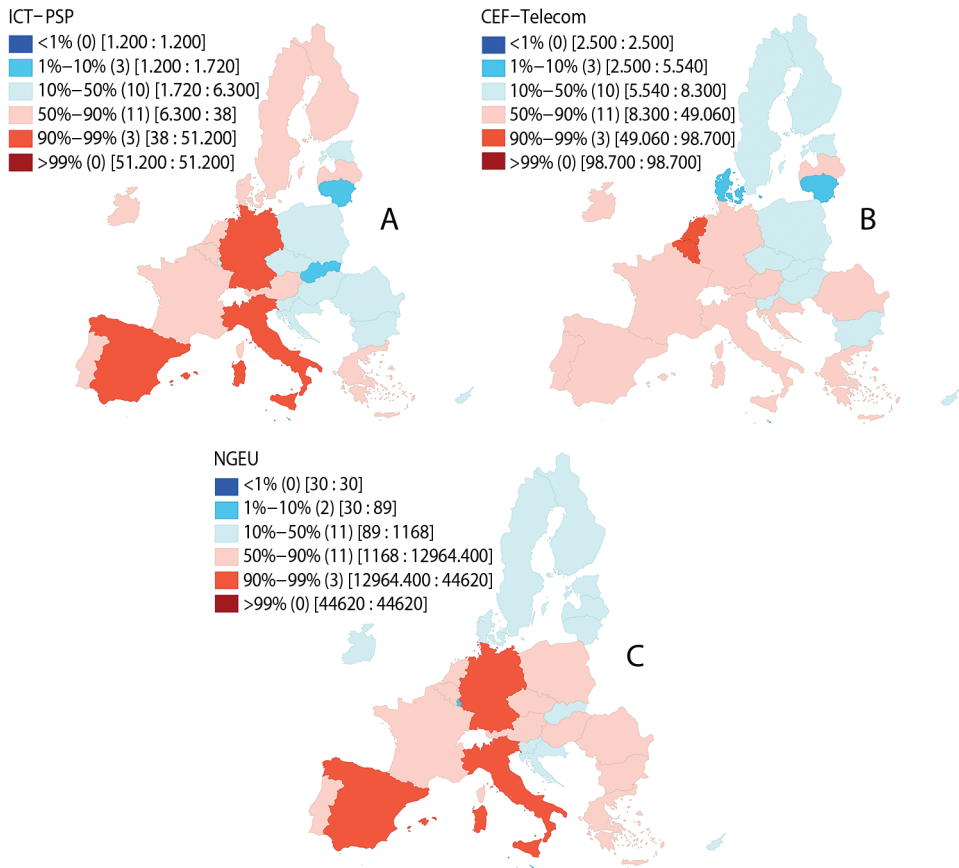 ICT−PSP
<1% (0) [1.200 : 1.200]
1%−10% (3) [1.200 : 1.720]
10%−50% (10) [1.720 : 6.300]
50%−90% (11) [6.300 : 38]
90%−99% (3) [38 : 51.200]
>99% (0) [51.200 : 51.200]
A
CEF−Telecom
<1% (0) [2.500 : 2.500]
1%−10% (3) [2.500 : 5.540]
10%−50% (10) [5.540 : 8.300]
50%−90% (11) [8.300 : 49.060]
90%−99% (3) [49.060 : 98.700]
>99% (0) [98.700 : 98.700]
B
NGEU
<1% (0) [30 : 30]
1%−10% (2) [30 : 89]
10%−50% (11) [89 : 1168]
50%−90% (11) [1168 : 12964.400]
90%−99% (3) [12964.400 : 44620]
>99% (0) [44620 : 44620]
C